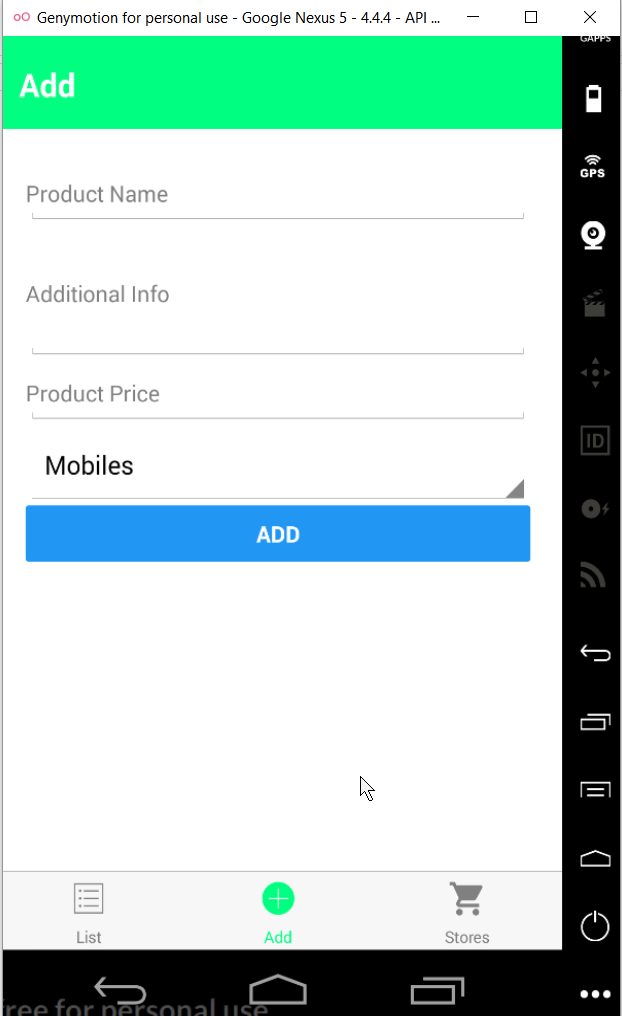 Genymotion for personal use - Google Nexus 5 - 4.4.4 - API ...
GAPPS
Add
GPS
Product Name
Additional Info
Product Price
ID
Mobiles
ADD
List
Add
Stores
free for personal use